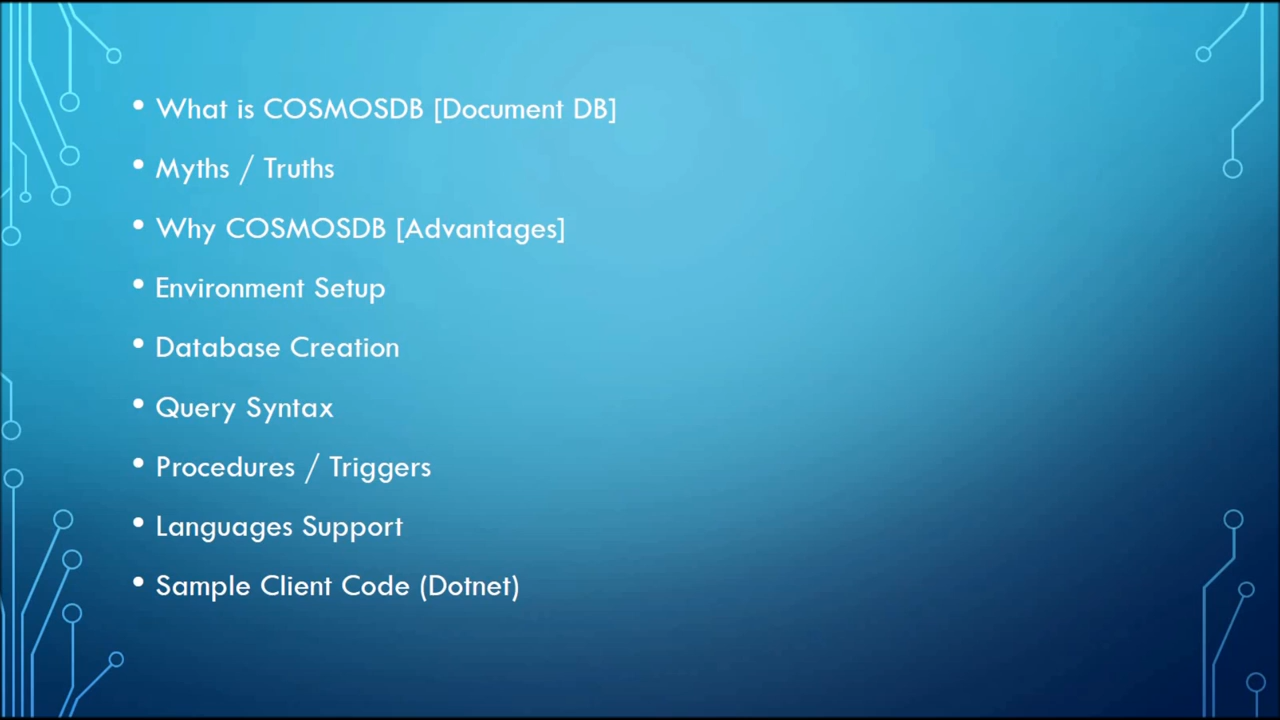 • What is COSMOSDB [Document DB]
• Myths / Truths
• Why COSMOSDB [Advantages]
• Environment Setup
• Database Creation
• Query Syntax
• Procedures / Triggers
• Languages Support
• Sample Client Code (Dotnet)